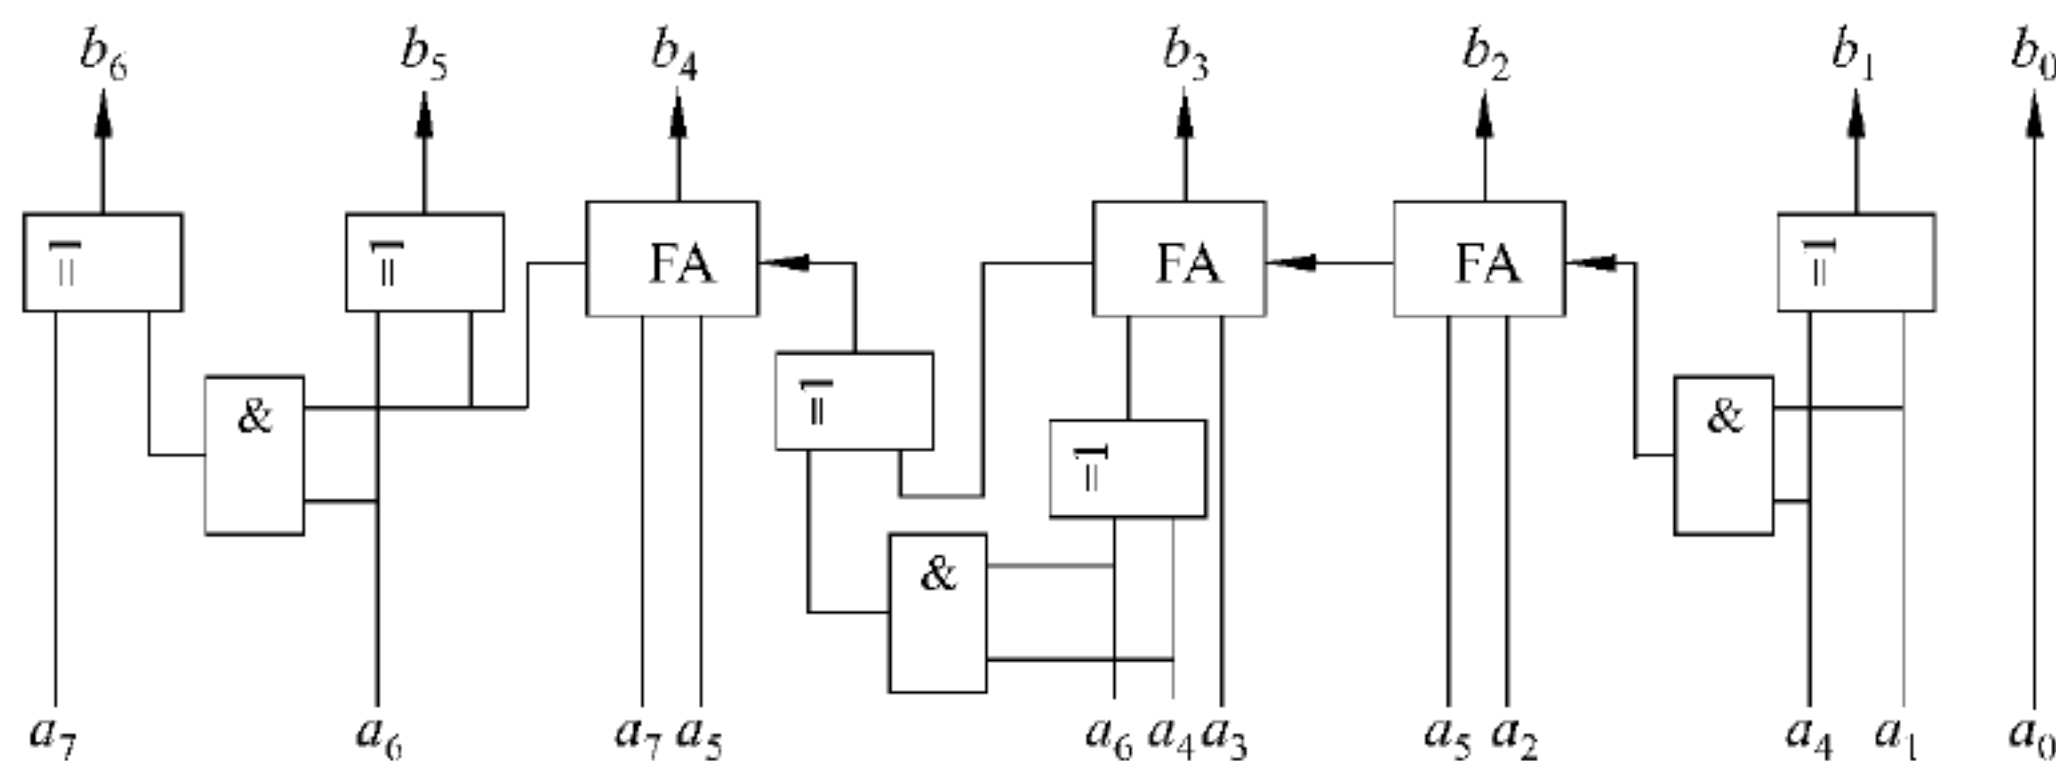 b₆ b₅ b₄ b₃ b₂ b₁ b₀
=1 =1 FA FA FA =1
=1
& & &
=1
&
a₇ a₆ a₇ a₅ a₆ a₄ a₃ a₅ a₂ a₄ a₁ a₀